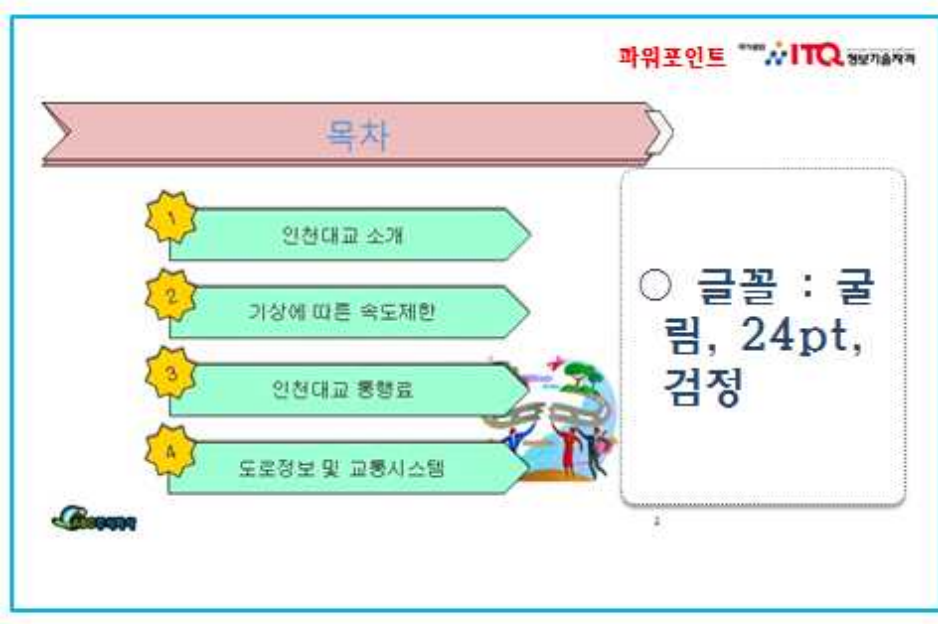 파워포인트 ITQ 정보기술자격
목차
1
인천대교 소개
2
기상에 따른 속도제한
3
인천대교 통행료
4
도로정보 및 교통시스템
○ 글꼴 : 굴
림, 24pt,
검정
2